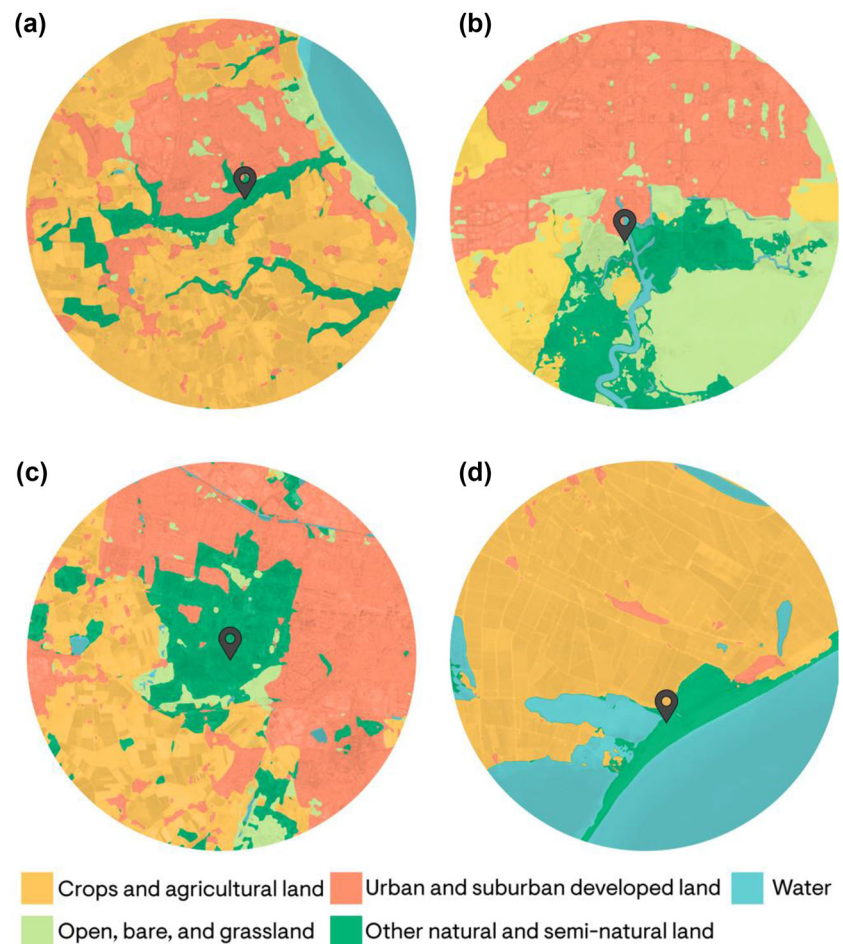 (a)
(b)
(c)
(d)
Crops and agricultural land
Urban and suburban developed land
Water
Open, bare, and grassland
Other natural and semi-natural land